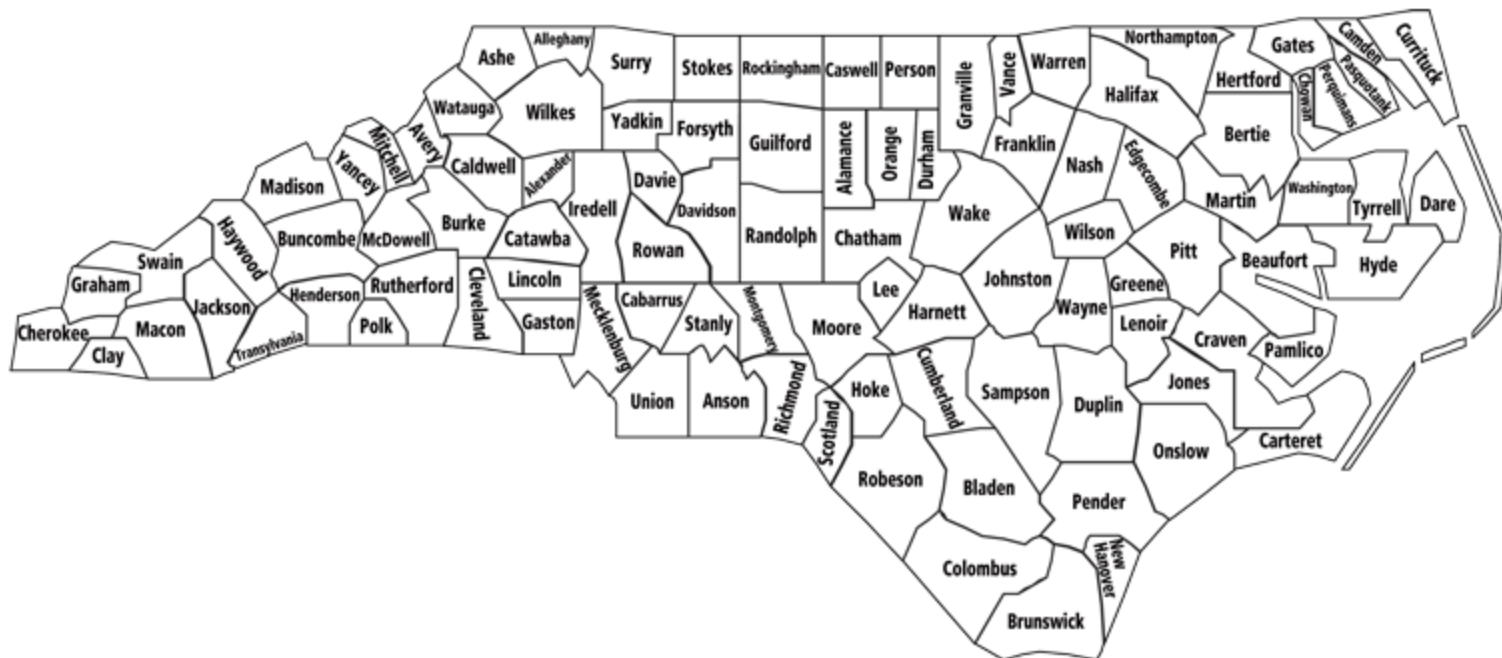 Ashe
Alleghany
Surry
Stokes
Rockingham
Caswell
Person
Granville
Vance
Warren
Northampton
Gates
Camden
Currituck
Watauga
Wilkes
Yadkin
Forsyth
Guilford
Alamance
Orange
Durham
Franklin
Halifax
Hertford
Chowan
Perquimans
Pasquotank
Mitchell
Avery
Yancey
Caldwell
Alexander
Iredell
Davie
Davidson
Nash
Edgecombe
Bertie
Madison
Burke
Catawba
Rowan
Randolph
Chatham
Wake
Wilson
Martin
Washington
Tyrrell
Dare
Haywood
Buncombe
McDowell
Swain
Graham
Jackson
Henderson
Rutherford
Cleveland
Lincoln
Gaston
Mecklenburg
Cabarrus
Stanly
Montgomery
Moore
Lee
Harnett
Johnston
Wayne
Greene
Pitt
Beaufort
Hyde
Cherokee
Clay
Macon
Transylvania
Polk
Union
Anson
Richmond
Scotland
Hoke
Cumberland
Sampson
Duplin
Lenoir
Craven
Pamlico
Jones
Onslow
Carteret
Robeson
Bladen
Pender
Colombus
Brunswick
New
Hanover